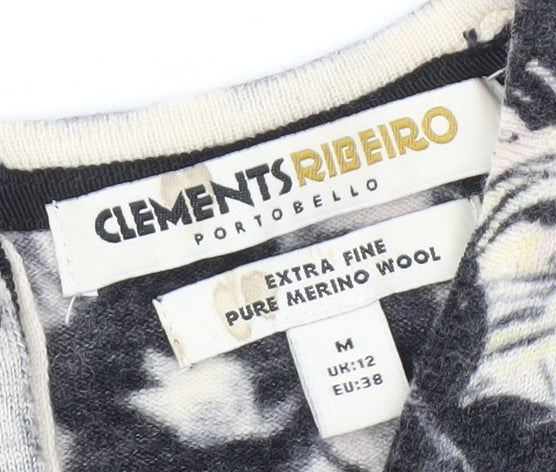 CLEMENTS RIBEIRO
PORTOBELLO
EXTRA FINE
PURE MERINO WOOL
M
UK:12
EU:38